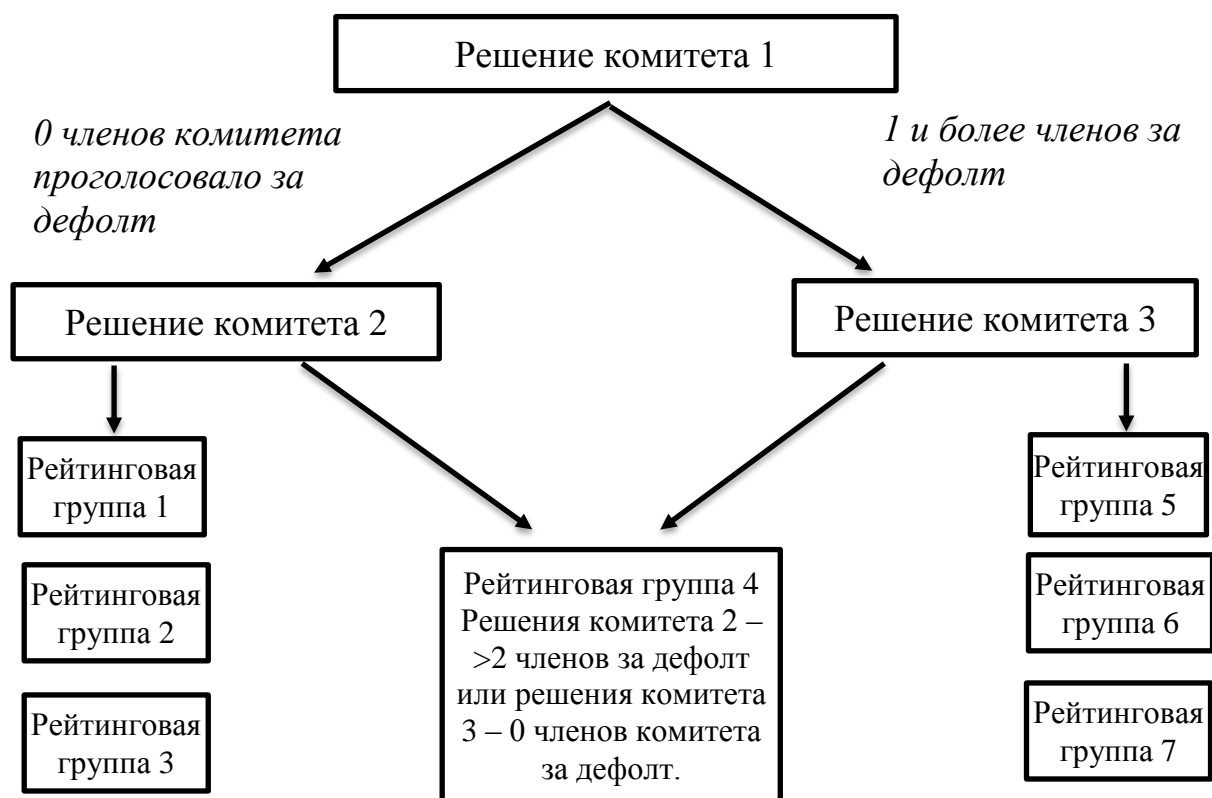 Решение комитета 1
0 членов комитета
проголосовало за
дефолт
1 и более членов за
дефолт
Решение комитета 2
Решение комитета 3
Рейтинговая
группа 1
Рейтинговая
группа 2
Рейтинговая
группа 3
Рейтинговая группа 4
Решения комитета 2 –
>2 членов за дефолт
или решения комитета
3 – 0 членов комитета
за дефолт.
Рейтинговая
группа 5
Рейтинговая
группа 6
Рейтинговая
группа 7